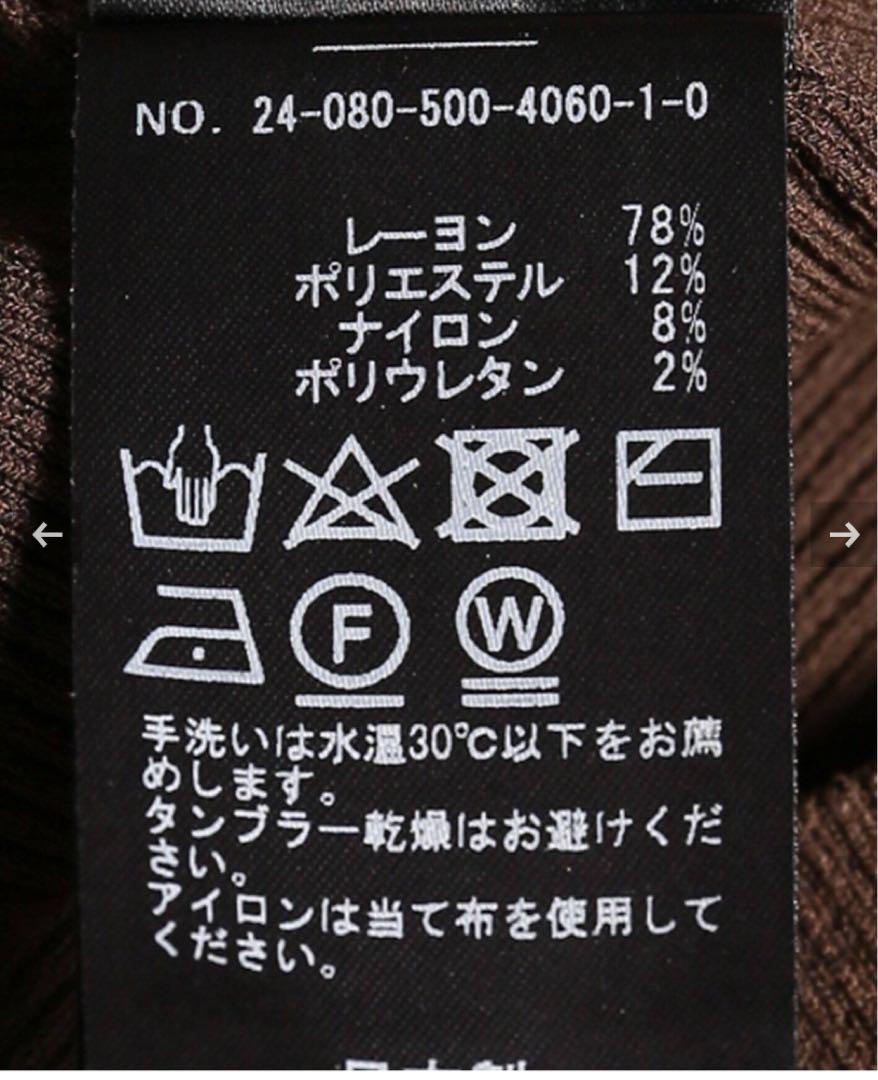 NO. 24-080-500-4060-1-0
レーヨン 78%
ポリエステル 12%
ナイロン 8%
ポリウレタン 2%
F W
手洗いは水温30℃以下をお薦
めします。
タンブラー乾燥はお避けくだ
さい。
アイロンは当て布を使用して
ください。